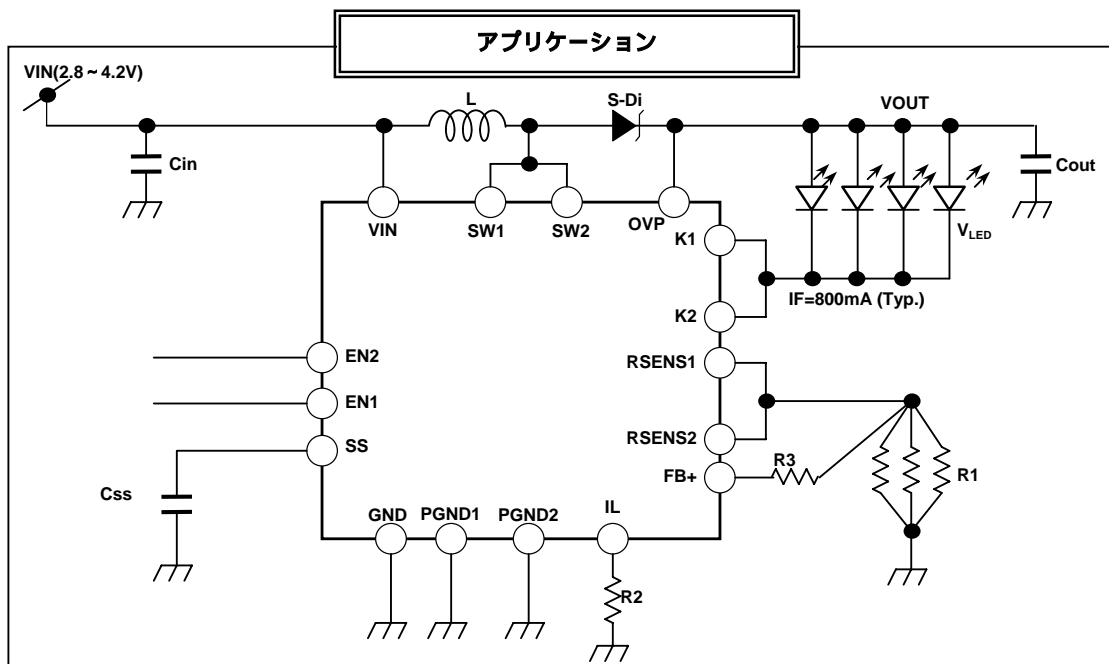 アプリケーション
VIN(2.8～4.2V)
L
S-Di
VOUT
Cin
Cout
VIN
SW1
SW2
OVP
K1
VLED
IF=800mA (Typ.)
K2
EN2
RSENS1
EN1
SS
RSENS2
R3
FB+
R1
Css
GND
PGND1
PGND2
IL
R2